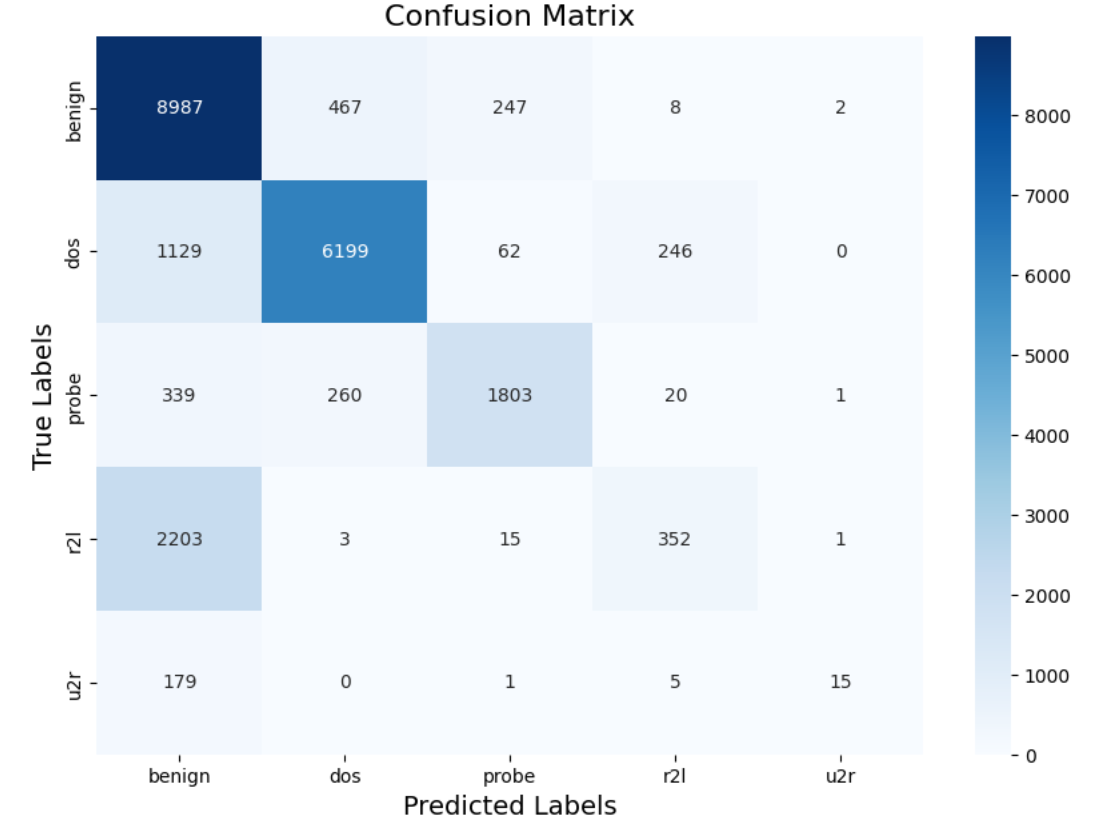 Confusion Matrix
True Labels
benign 8987 467 247 8 2
dos 1129 6199 62 246 0
probe 339 260 1803 20 1
r2l 2203 3 15 352 1
u2r 179 0 1 5 15
benign dos probe r2l u2r
Predicted Labels
8000
7000
6000
5000
4000
3000
2000
1000
0